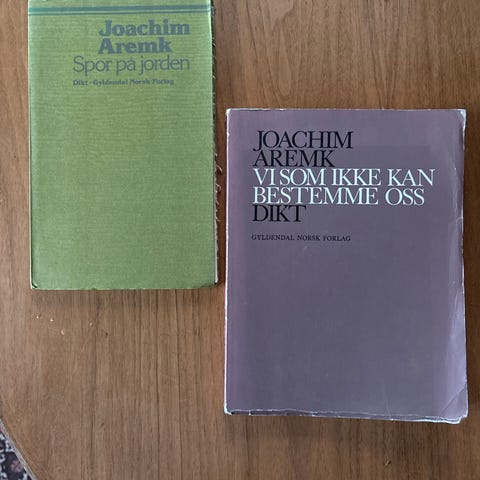 Joachim
Aremk
Spor på jorden
Dikt · Gyldendal Norsk Forlag
JOACHIM
AREMK
VI SOM IKKE KAN
BESTEMME OSS
DIKT
GYLDENDAL NORSK FORLAG